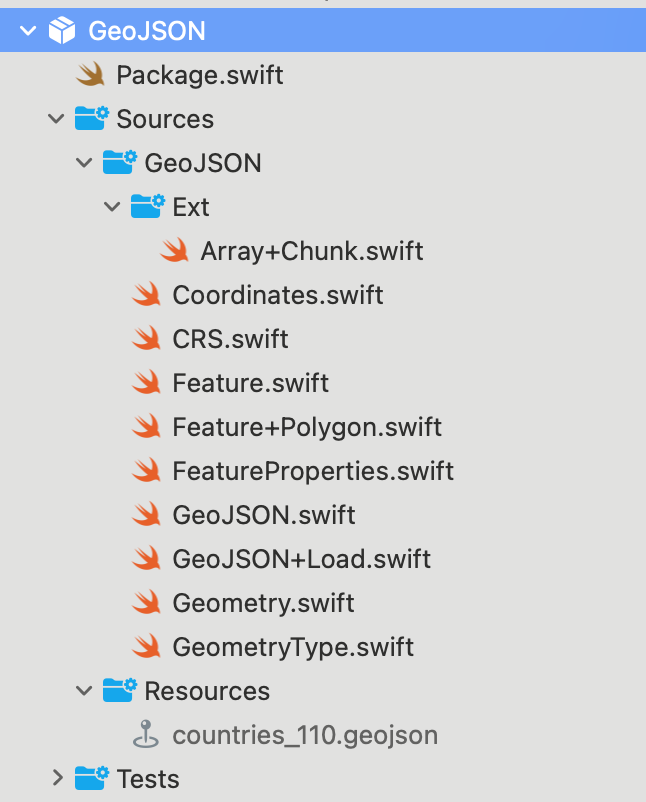 GeoJSON
Package.swift
Sources
GeoJSON
Ext
Array+Chunk.swift
Coordinates.swift
CRS.swift
Feature.swift
Feature+Polygon.swift
FeatureProperties.swift
GeoJSON.swift
GeoJSON+Load.swift
Geometry.swift
GeometryType.swift
Resources
countries_110.geojson
Tests